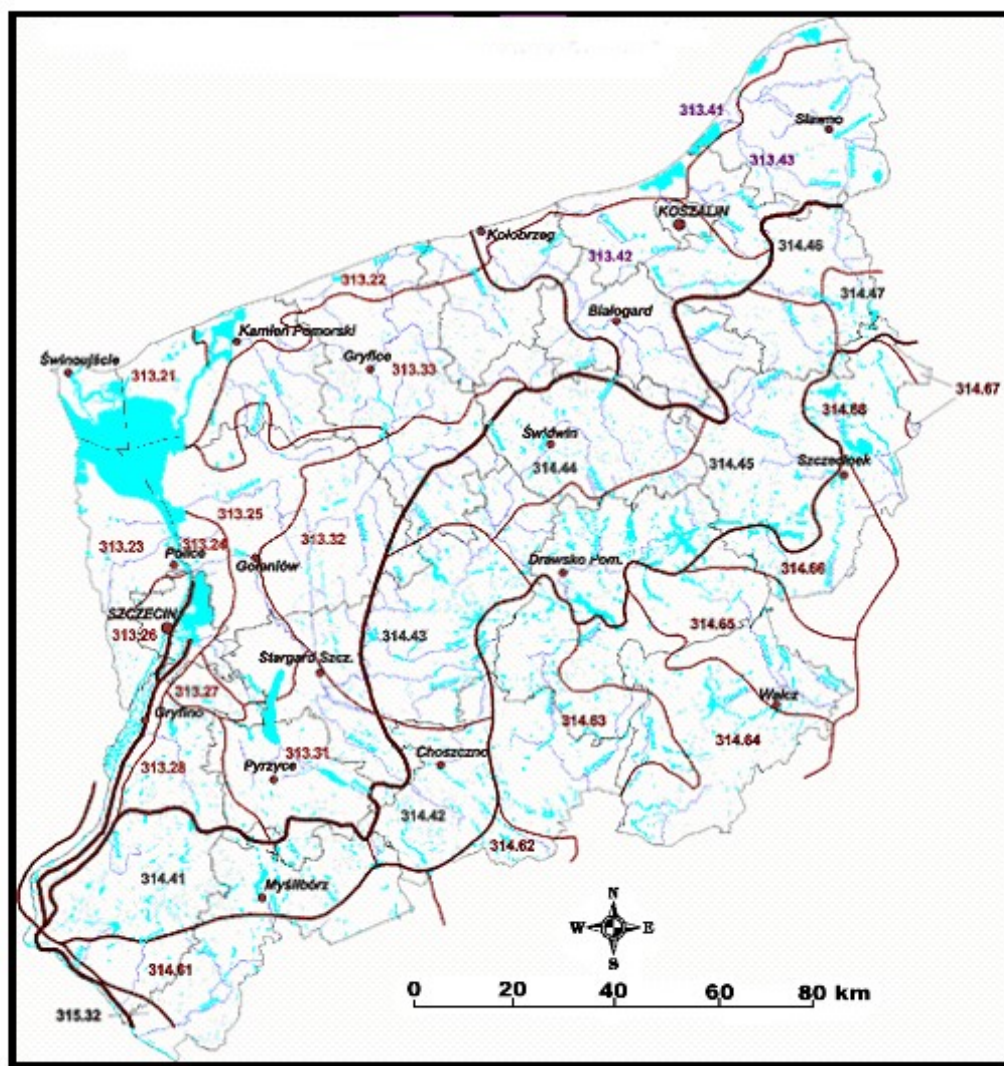 313.41
Sławno
313.43
KOSZALIN
Kołobrzeg
314.46
313.42
313.22
314.47
Białogard
Kamień Pomorski
Gryfice
313.33
Świnoujście
313.21
314.67
314.68
Świdwin
314.44
314.45
Szczecinek
313.25
313.23
313.24
313.32
Police
Goleniów
Drawsko Pom.
314.66
SZCZECIN
313.26
314.43
314.65
Stargard Szcz.
313.27
Wałcz
Gryfino
314.63
313.31
314.64
Choszczno
313.28
Pyrzyce
314.42
314.62
314.41
Myślibórz
N
W E
S
314.61
315.32
0 20 40 60 80 km